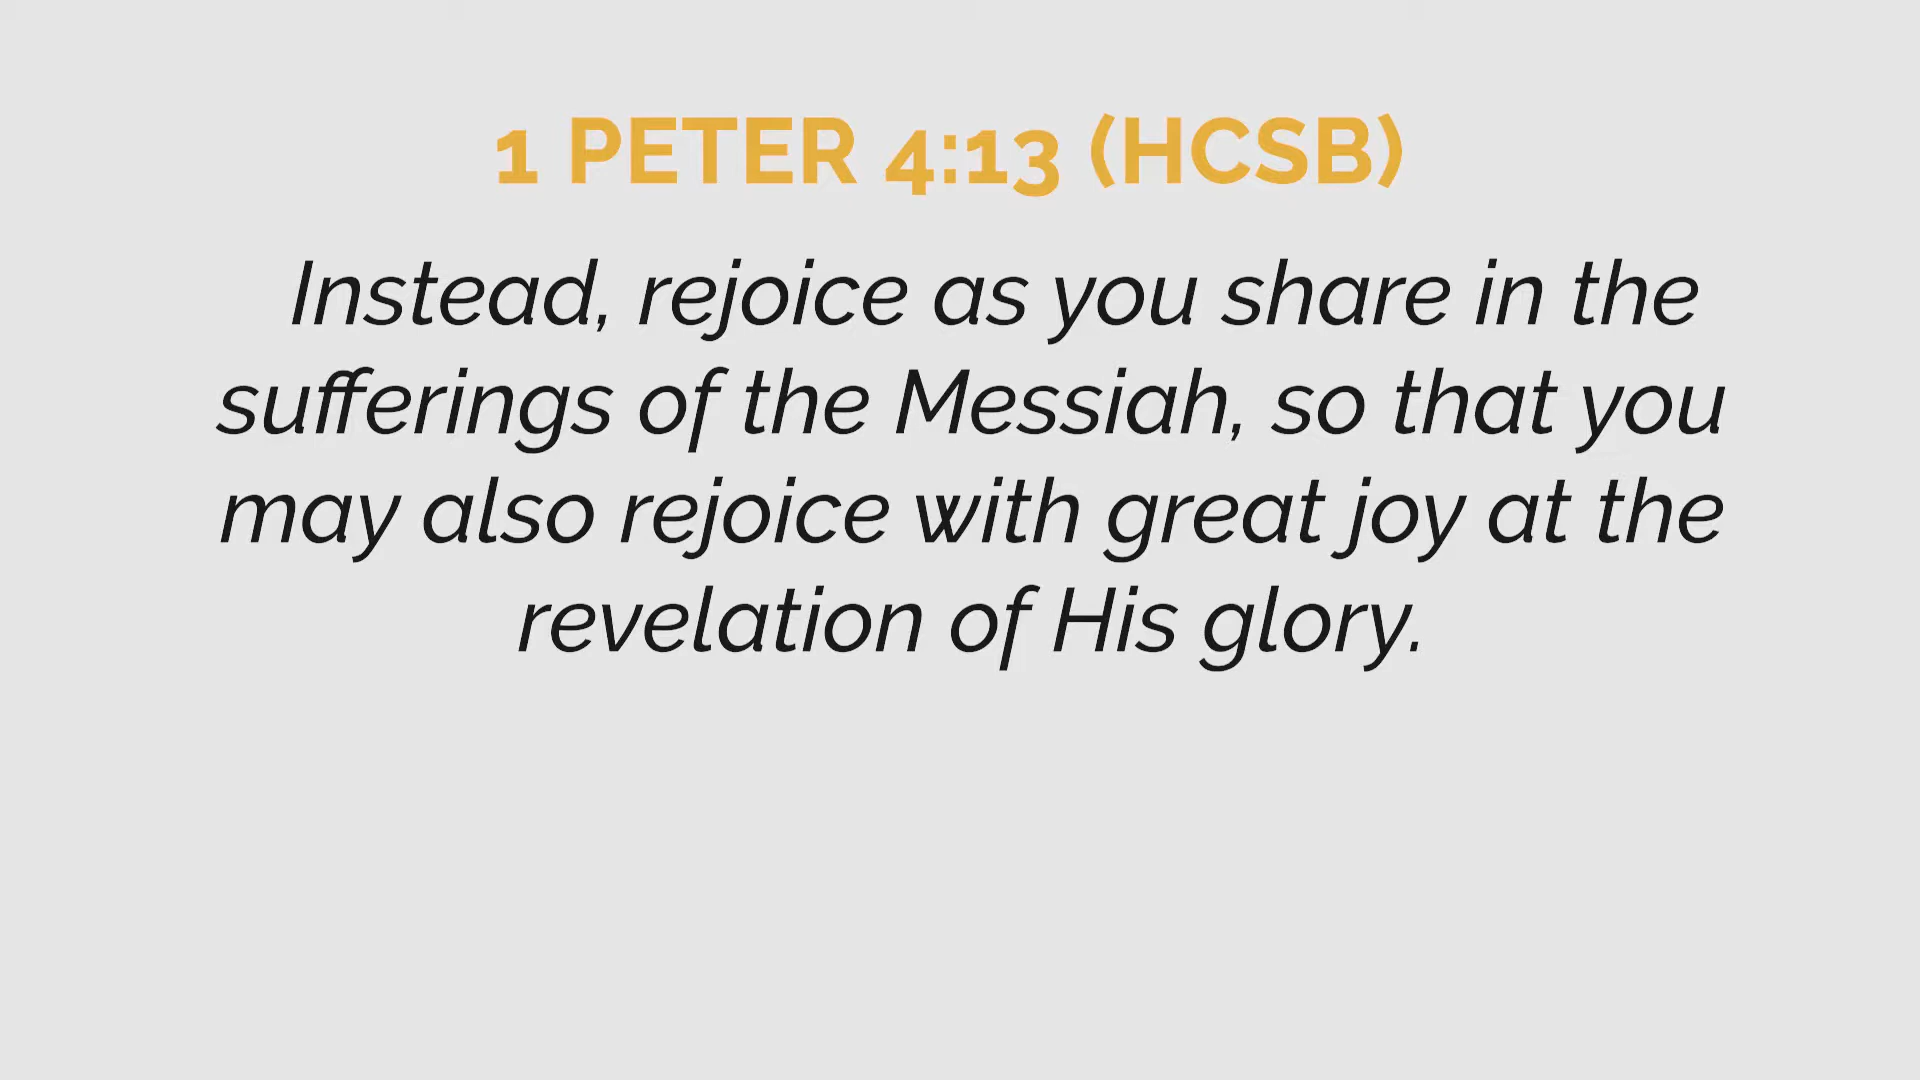 1 PETER 4:13 (HCSB)
Instead, rejoice as you share in the
sufferings of the Messiah, so that you
may also rejoice with great joy at the
revelation of His glory.